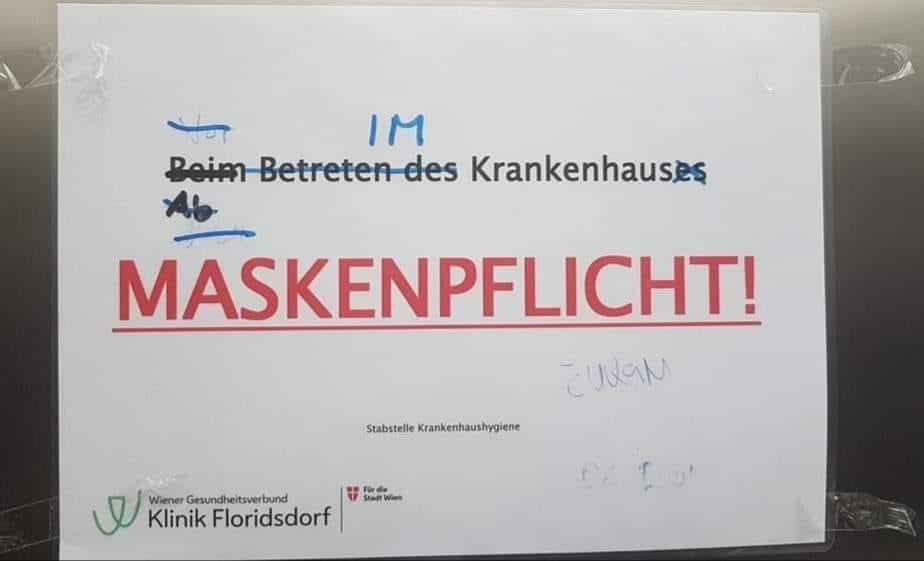 IM
Beim Betreten des Krankenhauses
Ab
MASKENPFLICHT!
Stabstelle Krankenhaushygiene
Wiener Gesundheitsverbund
Klinik Floridsdorf
Für die
Stadt Wien